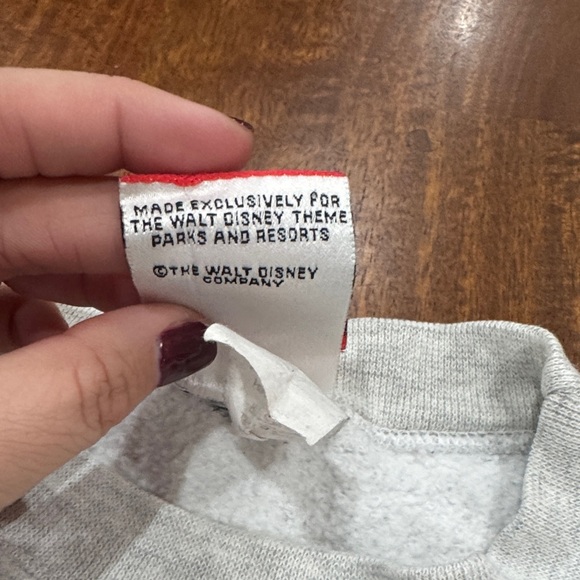 MADE EXCLUSIVELY FOR
THE WALT DISNEY THEME
PARKS AND RESORTS
©THE WALT DISNEY
COMPANY